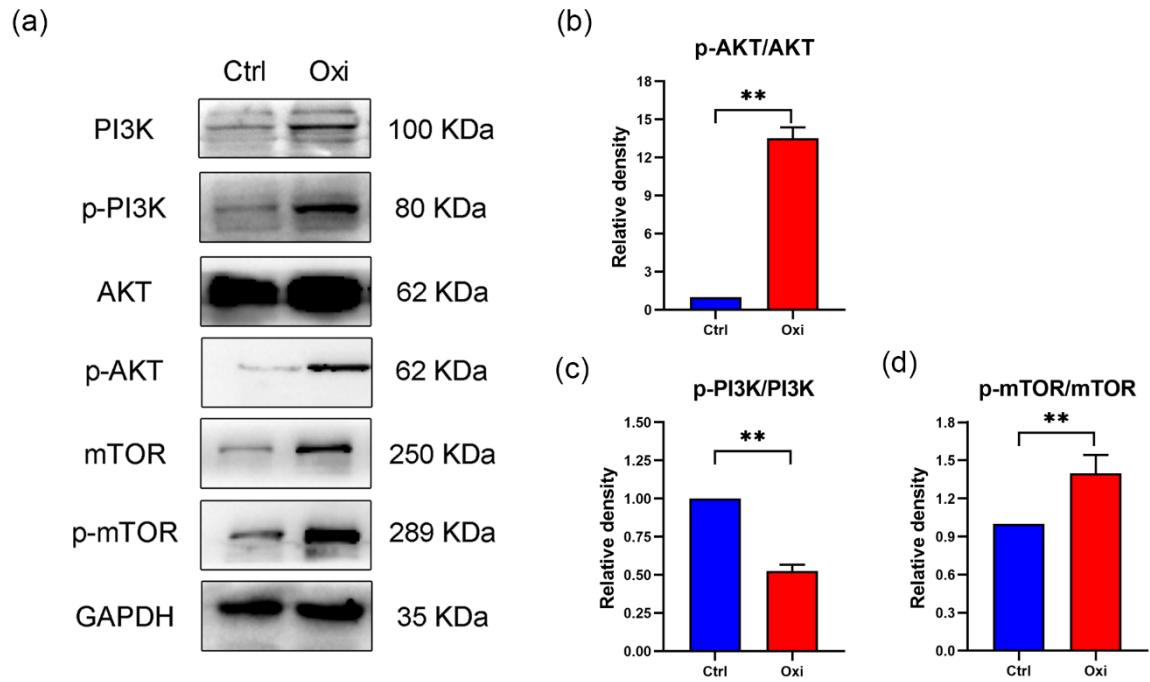 (a)
Ctrl Oxi
PI3K 100 KDa
p-PI3K 80 KDa
AKT 62 KDa
p-AKT 62 KDa
mTOR 250 KDa
p-mTOR 289 KDa
GAPDH 35 KDa
(b)
p-AKT/AKT
**
Relative density
18
15
12
9
6
3
0
Ctrl Oxi
(c)
p-PI3K/PI3K
**
Relative density
1.50
1.25
1.00
0.75
0.50
0.25
0.00
Ctrl Oxi
(d)
p-mTOR/mTOR
**
Relative density
1.8
1.5
1.2
0.9
0.6
0.3
0.0
Ctrl Oxi